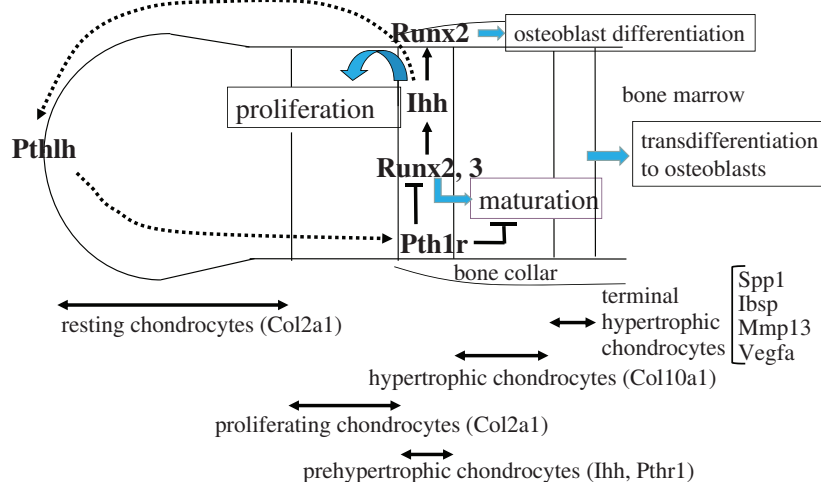 Runx2
osteoblast differentiation
proliferation
Ihh
bone marrow
Pthlh
Runx2, 3
transdifferentiation
to osteoblasts
maturation
Pth1r
bone collar
resting chondrocytes (Col2a1)
terminal
hypertrophic
chondrocytes
Spp1
Ibsp
Mmp13
Vegfa
hypertrophic chondrocytes (Col10a1)
proliferating chondrocytes (Col2a1)
prehypertrophic chondrocytes (Ihh, Pthr1)